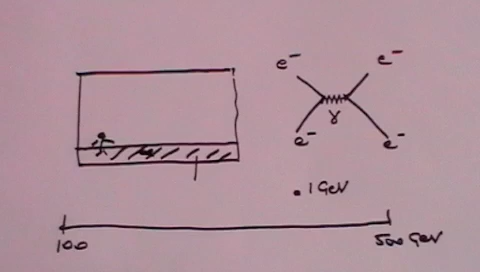 e⁻ e⁻
γ
e⁻ e⁻
.1 GeV
100 500 GeV